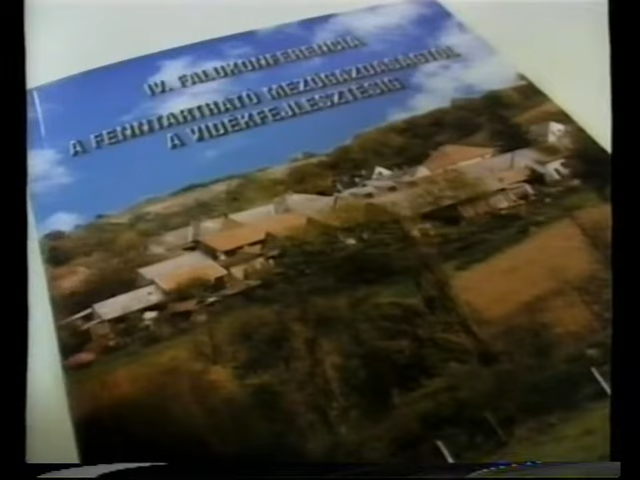 IV. FALUKONFERENCIA
A FENNTARTHATÓ MEZŐGAZDASÁGTÓL
A VIDÉKFEJLESZTÉSIG